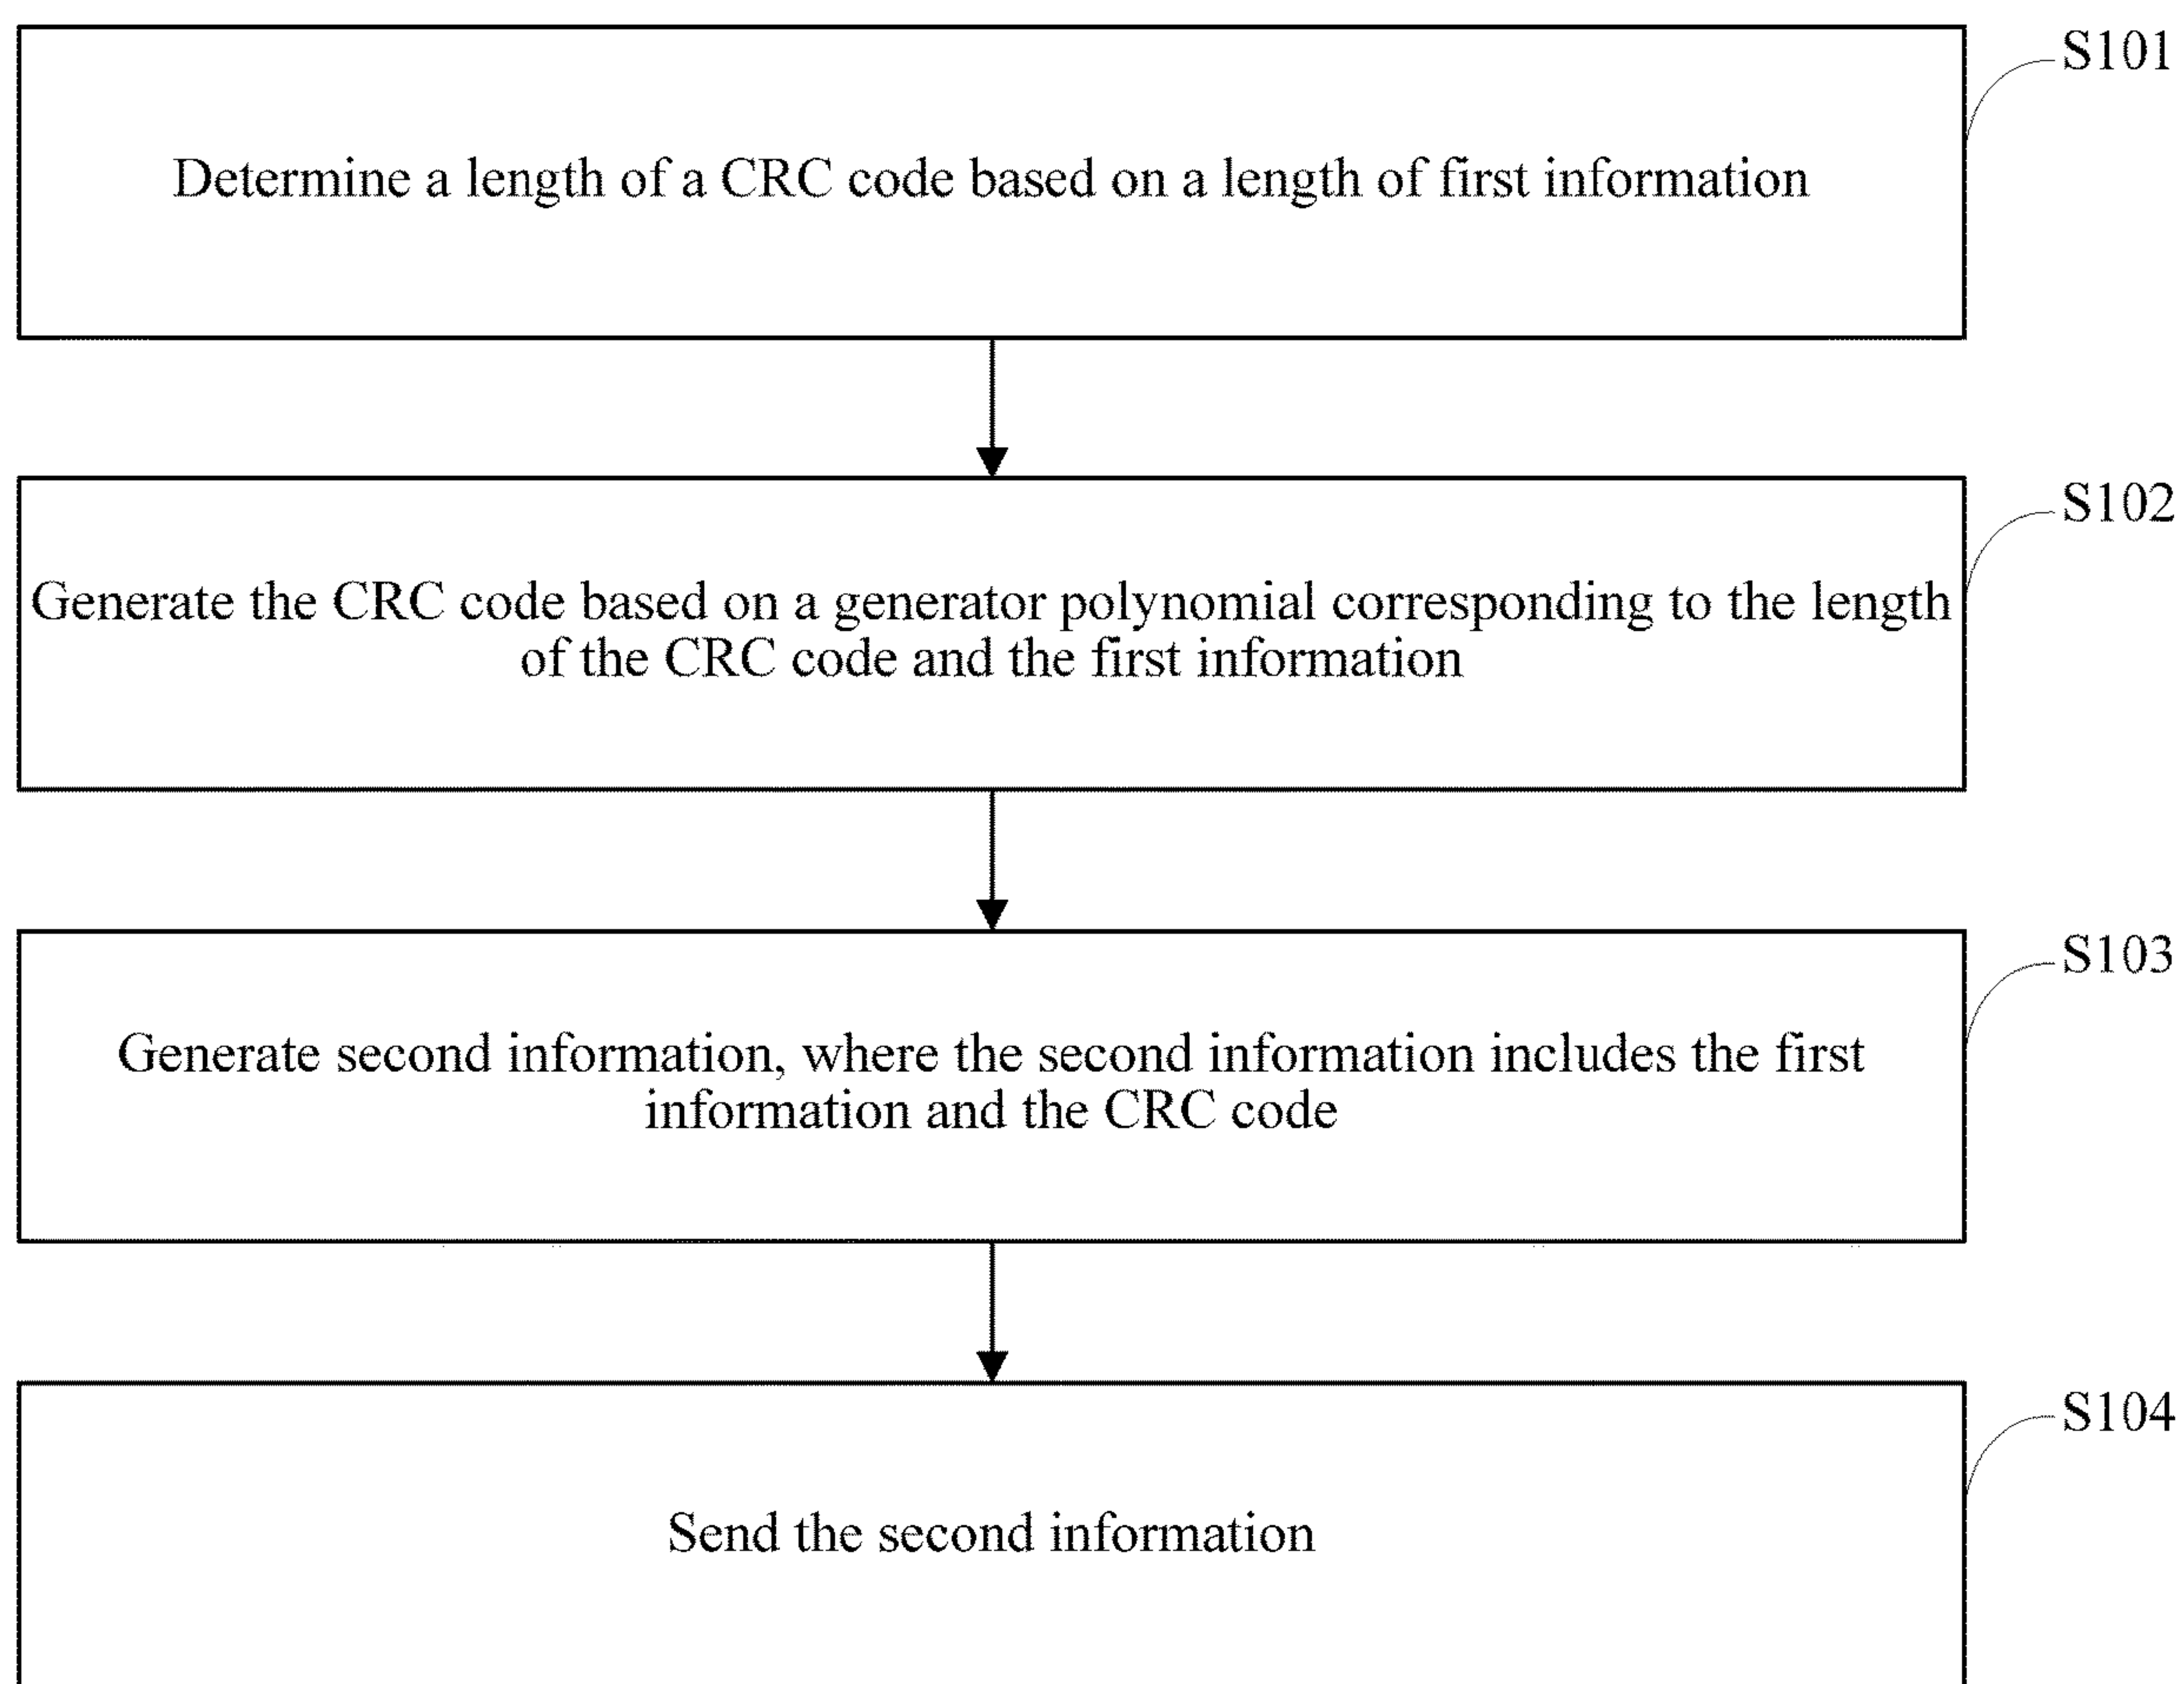 S101
Determine a length of a CRC code based on a length of first information
S102
Generate the CRC code based on a generator polynomial corresponding to the length
of the CRC code and the first information
S103
Generate second information, where the second information includes the first
information and the CRC code
S104
Send the second information